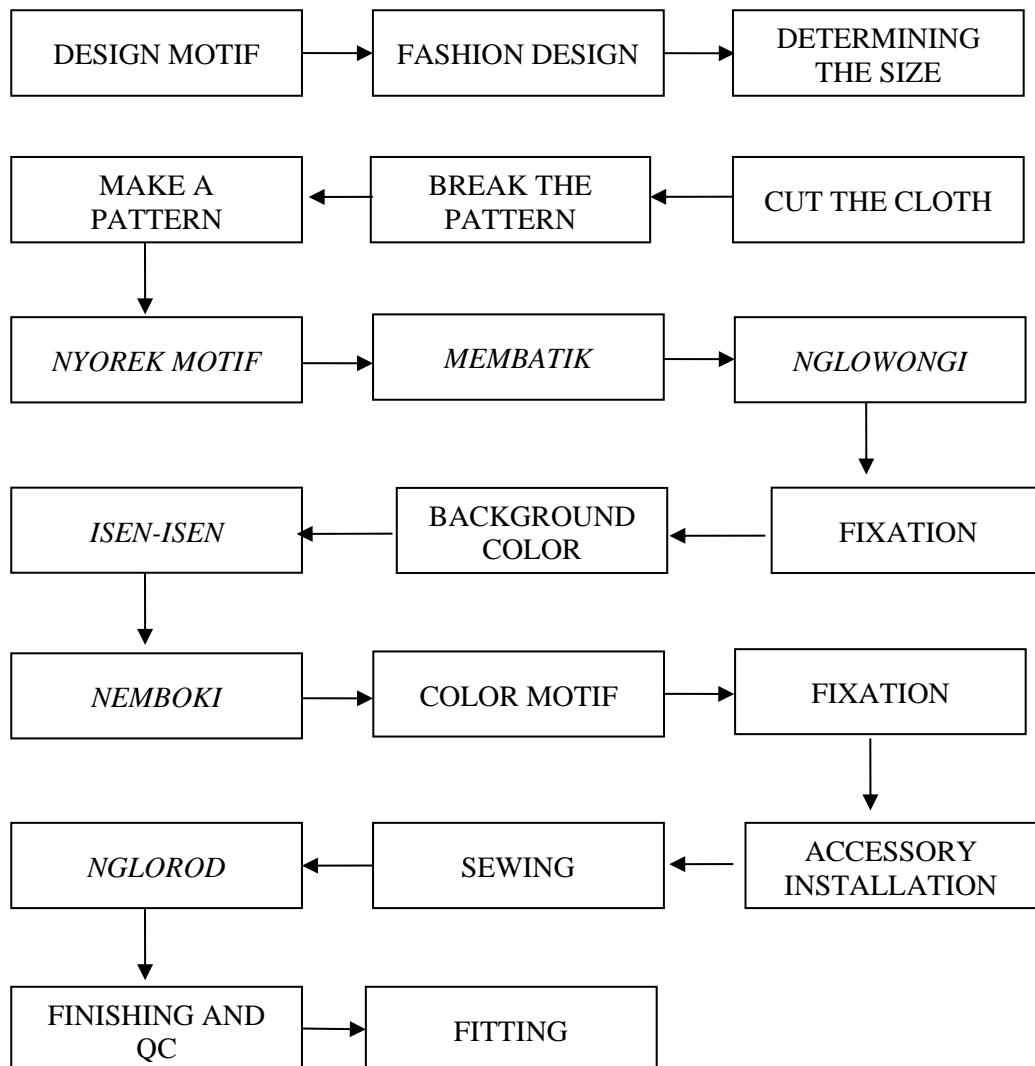 DESIGN MOTIF
FASHION DESIGN
DETERMINING
THE SIZE
MAKE A
PATTERN
BREAK THE
PATTERN
CUT THE CLOTH
NYOREK MOTIF
MEMBATIK
NGLOWONGI
ISEN-ISEN
BACKGROUND
COLOR
FIXATION
NEMBOKI
COLOR MOTIF
FIXATION
NGLOROD
SEWING
ACCESSORY
INSTALLATION
FINISHING AND
QC
FITTING